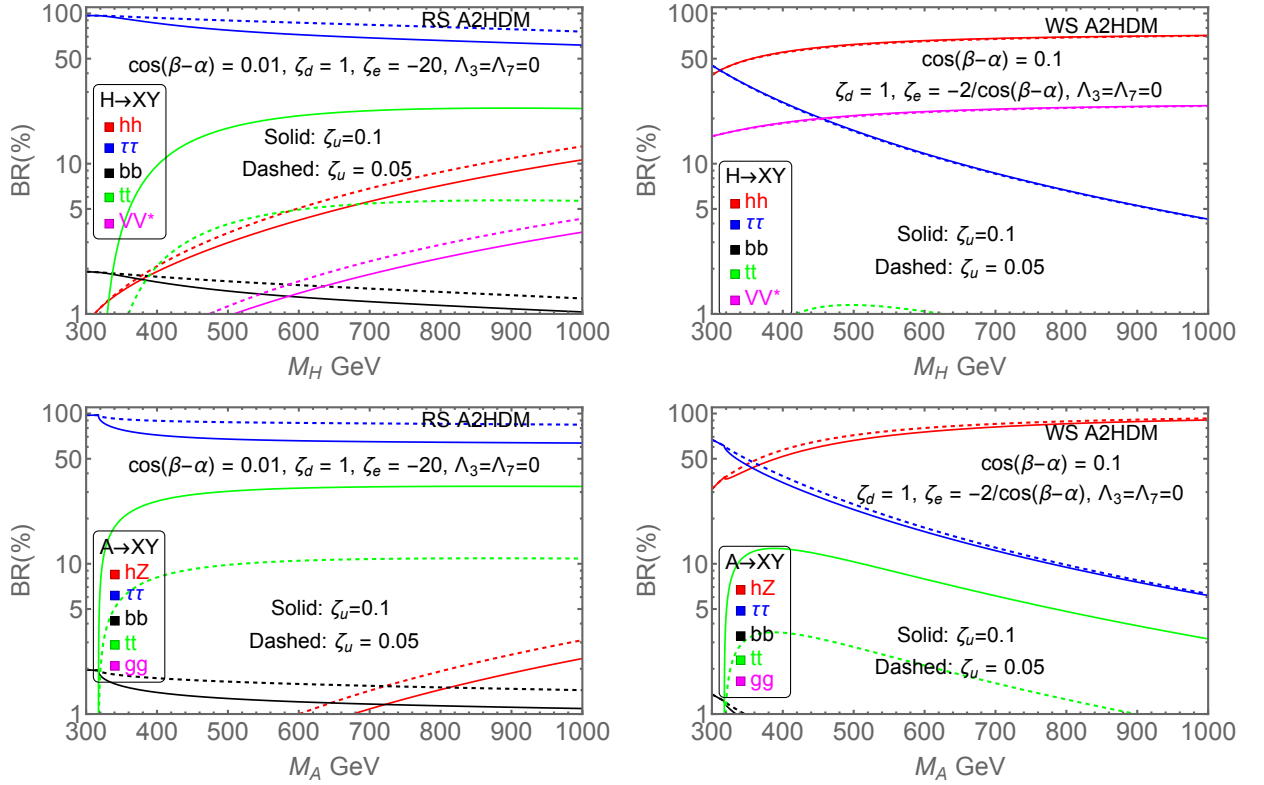 100
50
10
5
1
BR(%)
RS A2HDM
cos(β−α) = 0.01, ζd = 1, ζe = −20, Λ3=Λ7=0
H→XY
hh
ττ
bb
tt
VV*
Solid: ζu=0.1
Dashed: ζu = 0.05
300 400 500 600 700 800 900 1000
MH GeV
100
50
10
5
1
BR(%)
WS A2HDM
cos(β−α) = 0.1
ζd = 1, ζe = −2/cos(β−α), Λ3=Λ7=0
H→XY
hh
ττ
bb
tt
VV*
Solid: ζu=0.1
Dashed: ζu = 0.05
300 400 500 600 700 800 900 1000
MH GeV
100
50
10
5
1
BR(%)
RS A2HDM
cos(β−α) = 0.01, ζd = 1, ζe = −20, Λ3=Λ7=0
A→XY
hZ
ττ
bb
tt
gg
Solid: ζu=0.1
Dashed: ζu = 0.05
300 400 500 600 700 800 900 1000
MA GeV
100
50
10
5
1
BR(%)
WS A2HDM
cos(β−α) = 0.1
ζd = 1, ζe = −2/cos(β−α), Λ3=Λ7=0
A→XY
hZ
ττ
bb
tt
gg
Solid: ζu=0.1
Dashed: ζu = 0.05
300 400 500 600 700 800 900 1000
MA GeV